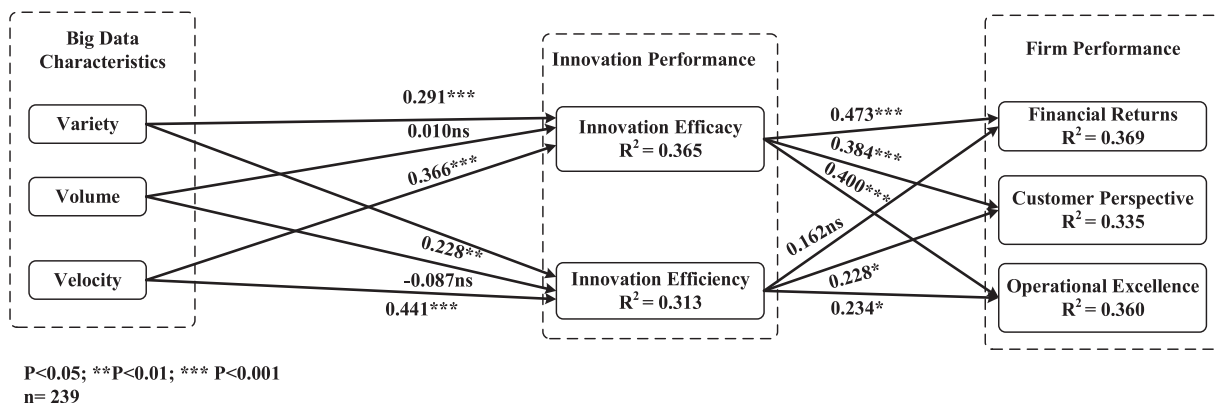 Big Data
Characteristics
Variety
Volume
Velocity
0.291***
0.010ns
0.366***
0.228**
-0.087ns
0.441***
Innovation Performance
Innovation Efficacy
R² = 0.365
Innovation Efficiency
R² = 0.313
0.473***
0.384***
0.400***
0.162ns
0.228*
0.234*
Firm Performance
Financial Returns
R² = 0.369
Customer Perspective
R² = 0.335
Operational Excellence
R² = 0.360
P<0.05; **P<0.01; *** P<0.001
n= 239